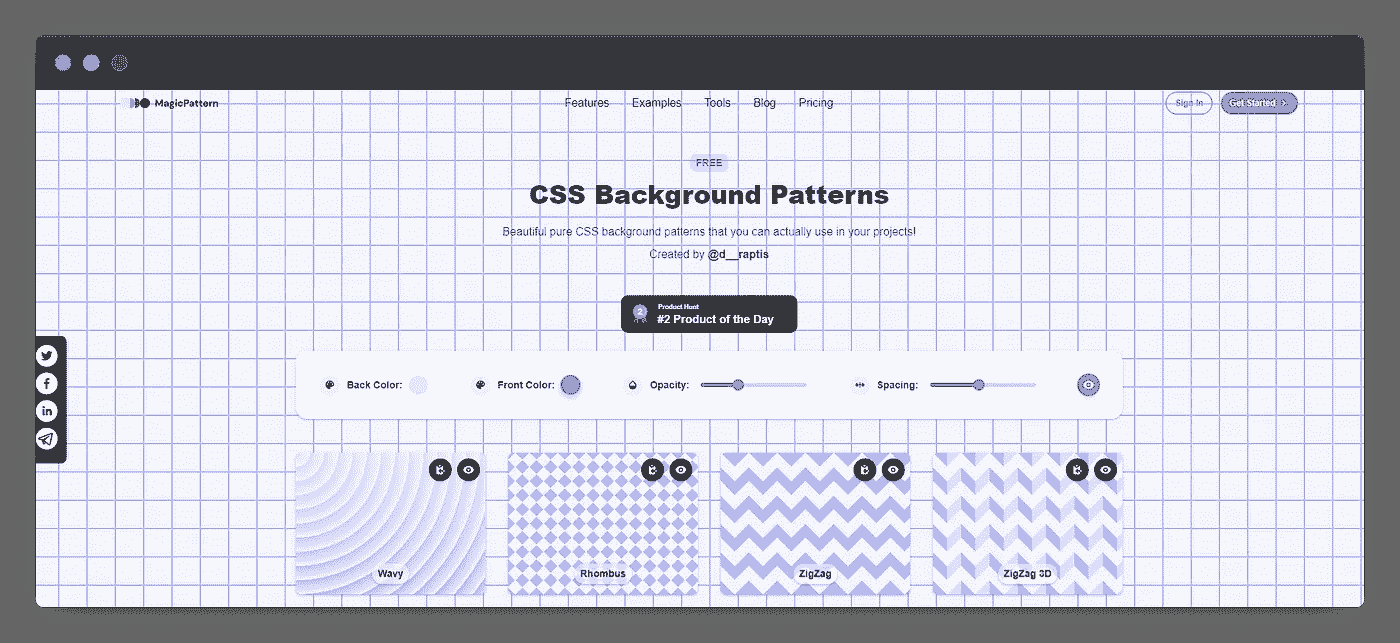 MagicPattern
Features Examples Tools Blog Pricing
Sign In Get Started
FREE
CSS Background Patterns
Beautiful pure CSS background patterns that you can actually use in your projects!
Created by @d__raptis
2
Product Hunt
#2 Product of the Day
Back Color: Front Color: Opacity: Spacing:
Wavy Rhombus ZigZag ZigZag 3D